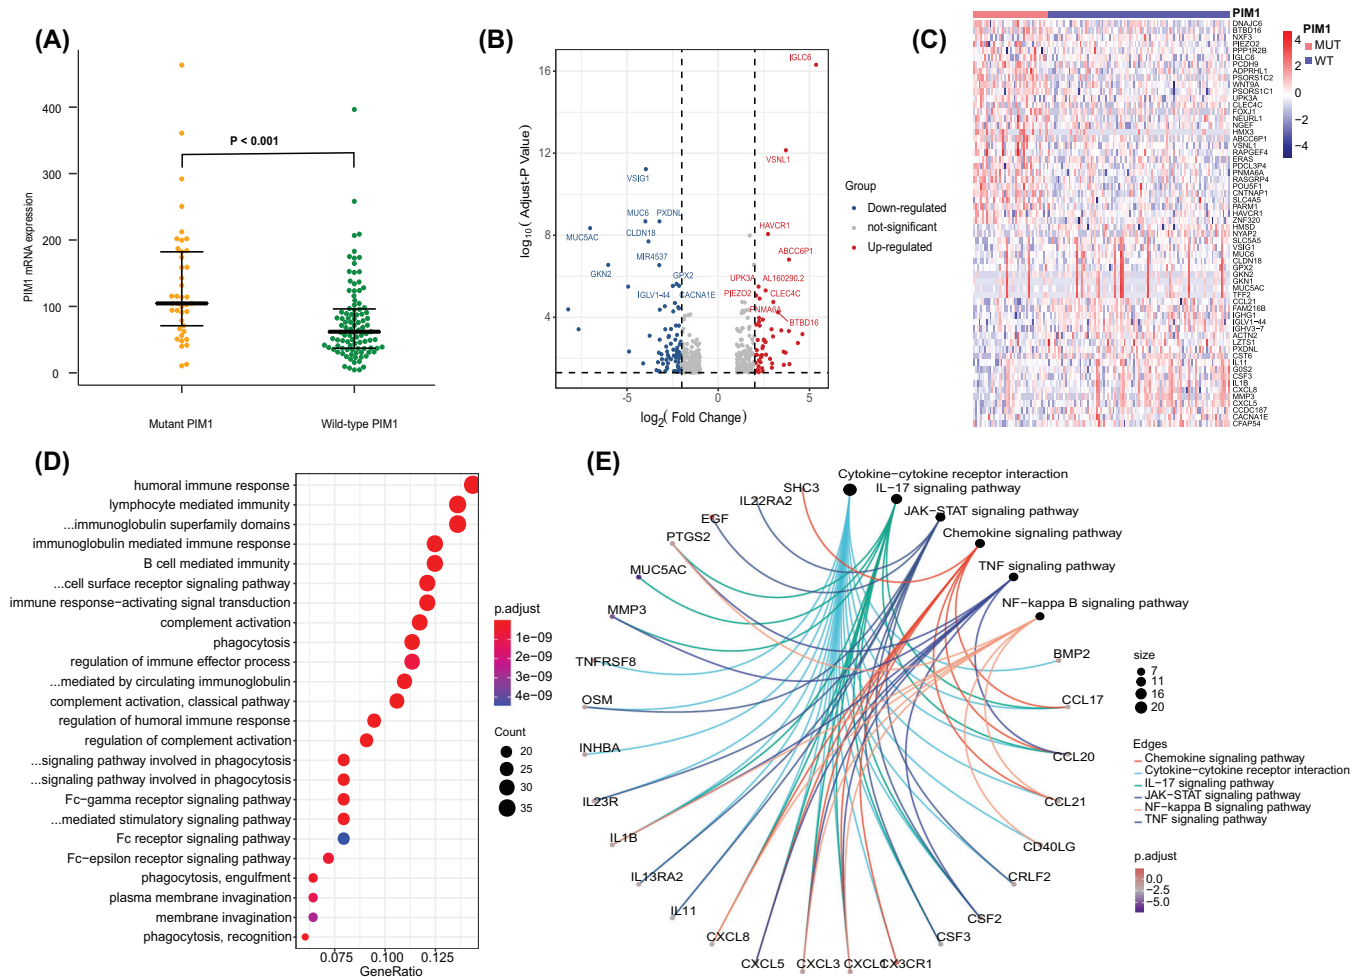 (A)
PIM1 mRNA expression
400
300
200
100
0
P < 0.001
Mutant PIM1
Wild-type PIM1
(B)
log10( Adjust-P Value)
16
12
8
4
-5
0
5
log2( Fold Change)
IGLC6
VSNL1
VSIG1
MUC6
PXDNL
HAVCR1
MUC5AC
CLDN18
ABCC6P1
MIR4537
GKN2
GPX2
UPK3A
AL160290.2
IGLV1-44
CACNA1E
PIEZO2
CLEC4C
PNMA6A
BTBD16
Group
Down-regulated
not-significant
Up-regulated
(C)
PIM1
DNAJC6
BTBD16
NXF3
PIEZO2
PPP1R2B
IGLC6
PCDH9
ADPRHL1
PSORS1C2
WNT9A
PSORS1C1
UPK3A
CLEC4C
FOXJ1
NEURL1
NGEF
HMX3
ABCC6P1
VSNL1
RAPGEF4
ERAS
PDCL3P4
PNMA6A
RASGRP4
POU5F1
CNTNAP1
SLC4A5
PARM1
HAVCR1
ZNF320
HMSD
NYAP2
SLC5A5
VSIG1
MUC6
CLDN18
GPX2
GKN2
GKN1
MUC5AC
TFF2
CCL21
FAM216B
IGHG1
IGLV1-44
IGHV3-7
ACTN2
LZTS1
PXDNL
CST6
IL11
G0S2
CSF3
IL1B
CXCL8
MMP3
CXCL5
CCDC187
CACNA1E
CFAP54
4
2
0
−2
−4
PIM1
MUT
WT
(D)
humoral immune response
lymphocyte mediated immunity
...immunoglobulin superfamily domains
immunoglobulin mediated immune response
B cell mediated immunity
...cell surface receptor signaling pathway
immune response−activating signal transduction
complement activation
phagocytosis
regulation of immune effector process
...mediated by circulating immunoglobulin
complement activation, classical pathway
regulation of humoral immune response
regulation of complement activation
...signaling pathway involved in phagocytosis
...signaling pathway involved in phagocytosis
Fc−gamma receptor signaling pathway
...mediated stimulatory signaling pathway
Fc receptor signaling pathway
Fc−epsilon receptor signaling pathway
phagocytosis, engulfment
plasma membrane invagination
membrane invagination
phagocytosis, recognition
0.075
0.100
0.125
GeneRatio
p.adjust
1e−09
2e−09
3e−09
4e−09
Count
20
25
30
35
(E)
Cytokine−cytokine receptor interaction
IL−17 signaling pathway
JAK−STAT signaling pathway
Chemokine signaling pathway
TNF signaling pathway
NF−kappa B signaling pathway
SHC3
IL22RA2
EGF
PTGS2
MUC5AC
MMP3
TNFRSF8
OSM
INHBA
IL23R
IL1B
IL13RA2
IL11
CXCL8
CXCL5
CXCL3
CXCL1
CX3CR1
CSF3
CSF2
CRLF2
CD40LG
CCL21
CCL20
CCL17
BMP2
size
7
11
16
20
Edges
Chemokine signaling pathway
Cytokine−cytokine receptor interaction
IL−17 signaling pathway
JAK−STAT signaling pathway
NF−kappa B signaling pathway
TNF signaling pathway
p.adjust
0.0
−2.5
−5.0